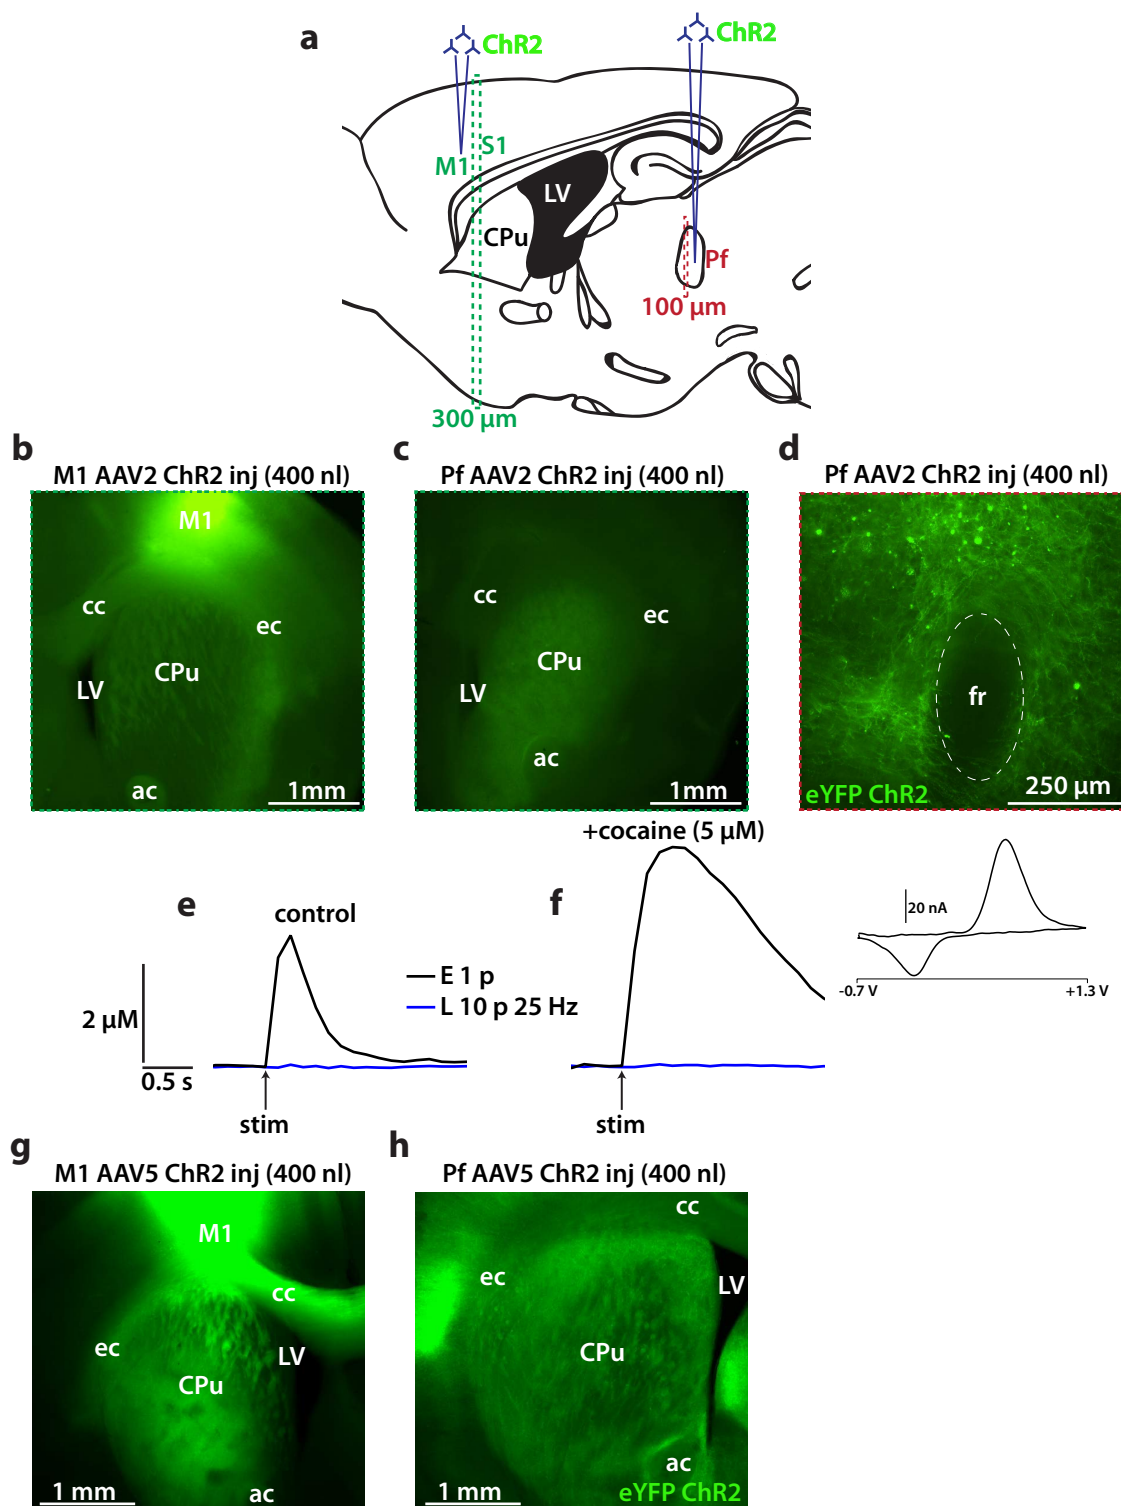 a
ChR2
ChR2
S1
M1
LV
CPu
Pf
100 µm
300 µm
b
M1 AAV2 ChR2 inj (400 nl)
M1
cc
ec
CPu
LV
ac
1mm
c
Pf AAV2 ChR2 inj (400 nl)
cc
ec
CPu
LV
ac
1mm
d
Pf AAV2 ChR2 inj (400 nl)
fr
eYFP ChR2
250 µm
e
control
2 µM
0.5 s
stim
E 1 p
L 10 p 25 Hz
f
+cocaine (5 µM)
stim
20 nA
-0.7 V
+1.3 V
g
M1 AAV5 ChR2 inj (400 nl)
M1
cc
ec
LV
CPu
1 mm
ac
h
Pf AAV5 ChR2 inj (400 nl)
cc
ec
LV
CPu
ac
1 mm
eYFP ChR2